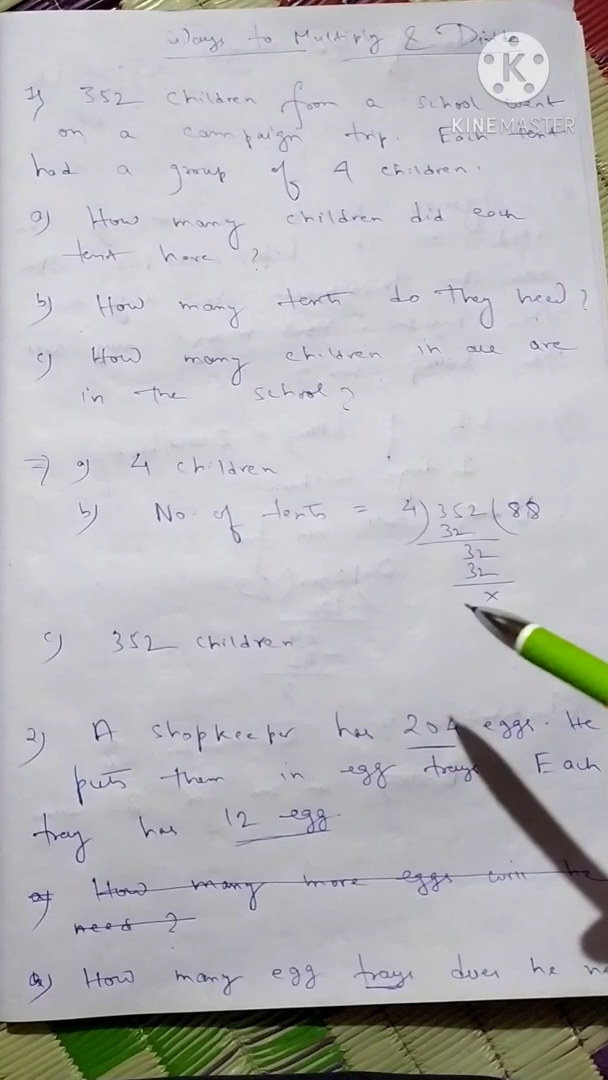 Ways to Multiply & Divide
K
KINEMASTER
1) 352 children from a school went
on a campaign trip. Each tent
had a group of 4 children.
a) How many children did each
tent have ?
b) How many tents do they need ?
c) How many children in all are
in the school ?
=) a) 4 children
b) No. of tents = 4) 352 ( 88
32
32
32
x
c) 352 children.
2) A shopkeeper has 204 eggs. He
puts them in egg trays. Each
tray has 12 egg
a) How many more eggs will he
need ?
a) How many egg trays does he